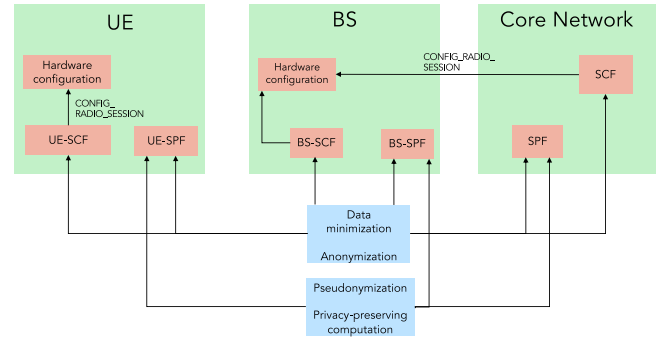 UE
BS
Core Network
Hardware
configuration
Hardware
configuration
CONFIG_RADIO_
SESSION
SCF
CONFIG_
RADIO_SESSION
UE-SCF
UE-SPF
BS-SCF
BS-SPF
SPF
Data
minimization
Anonymization
Pseudonymization
Privacy-preserving
computation